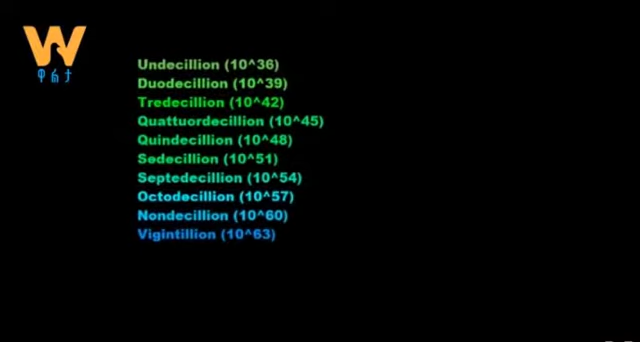 Undecillion (10^36)
Duodecillion (10^39)
Tredecillion (10^42)
Quattuordecillion (10^45)
Quindecillion (10^48)
Sedecillion (10^51)
Septedecillion (10^54)
Octodecillion (10^57)
Nondecillion (10^60)
Vigintillion (10^63)